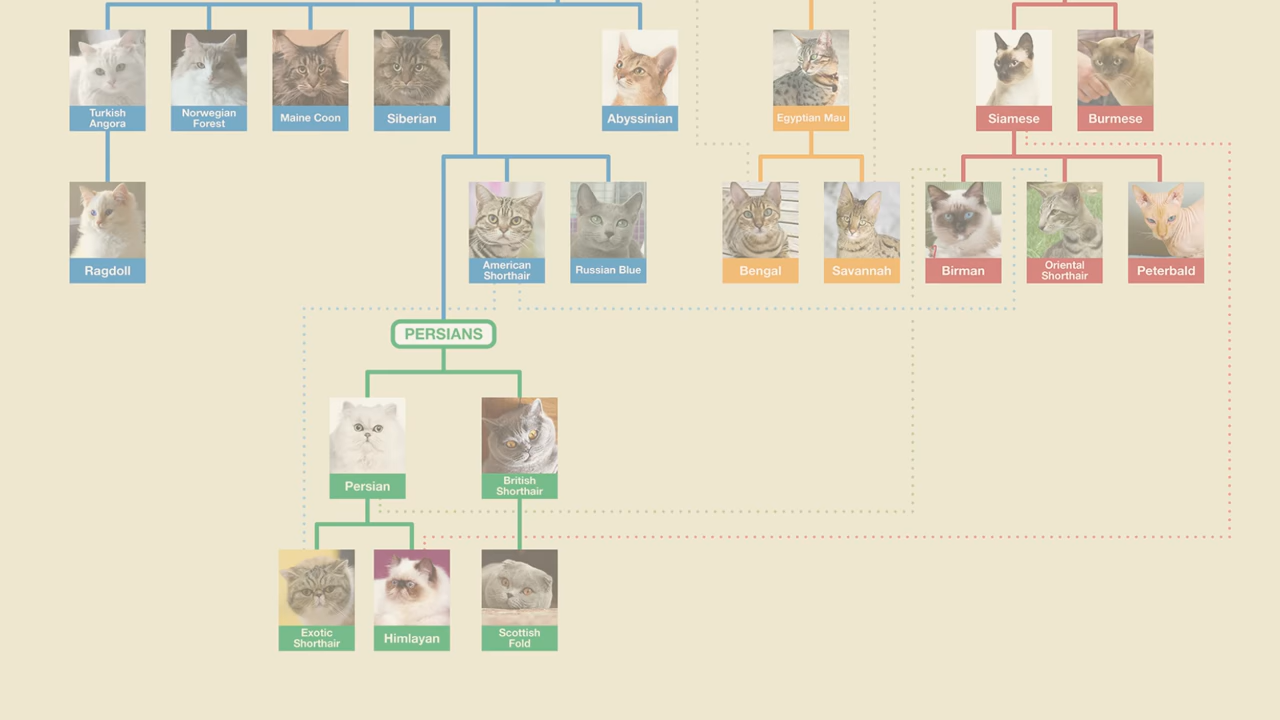 Turkish
Angora
Norwegian
Forest
Maine Coon
Siberian
Abyssinian
Egyptian Mau
Siamese
Burmese
Ragdoll
American
Shorthair
Russian Blue
Bengal
Savannah
Birman
Oriental
Shorthair
Peterbald
PERSIANS
Persian
British
Shorthair
Exotic
Shorthair
Himlayan
Scottish
Fold